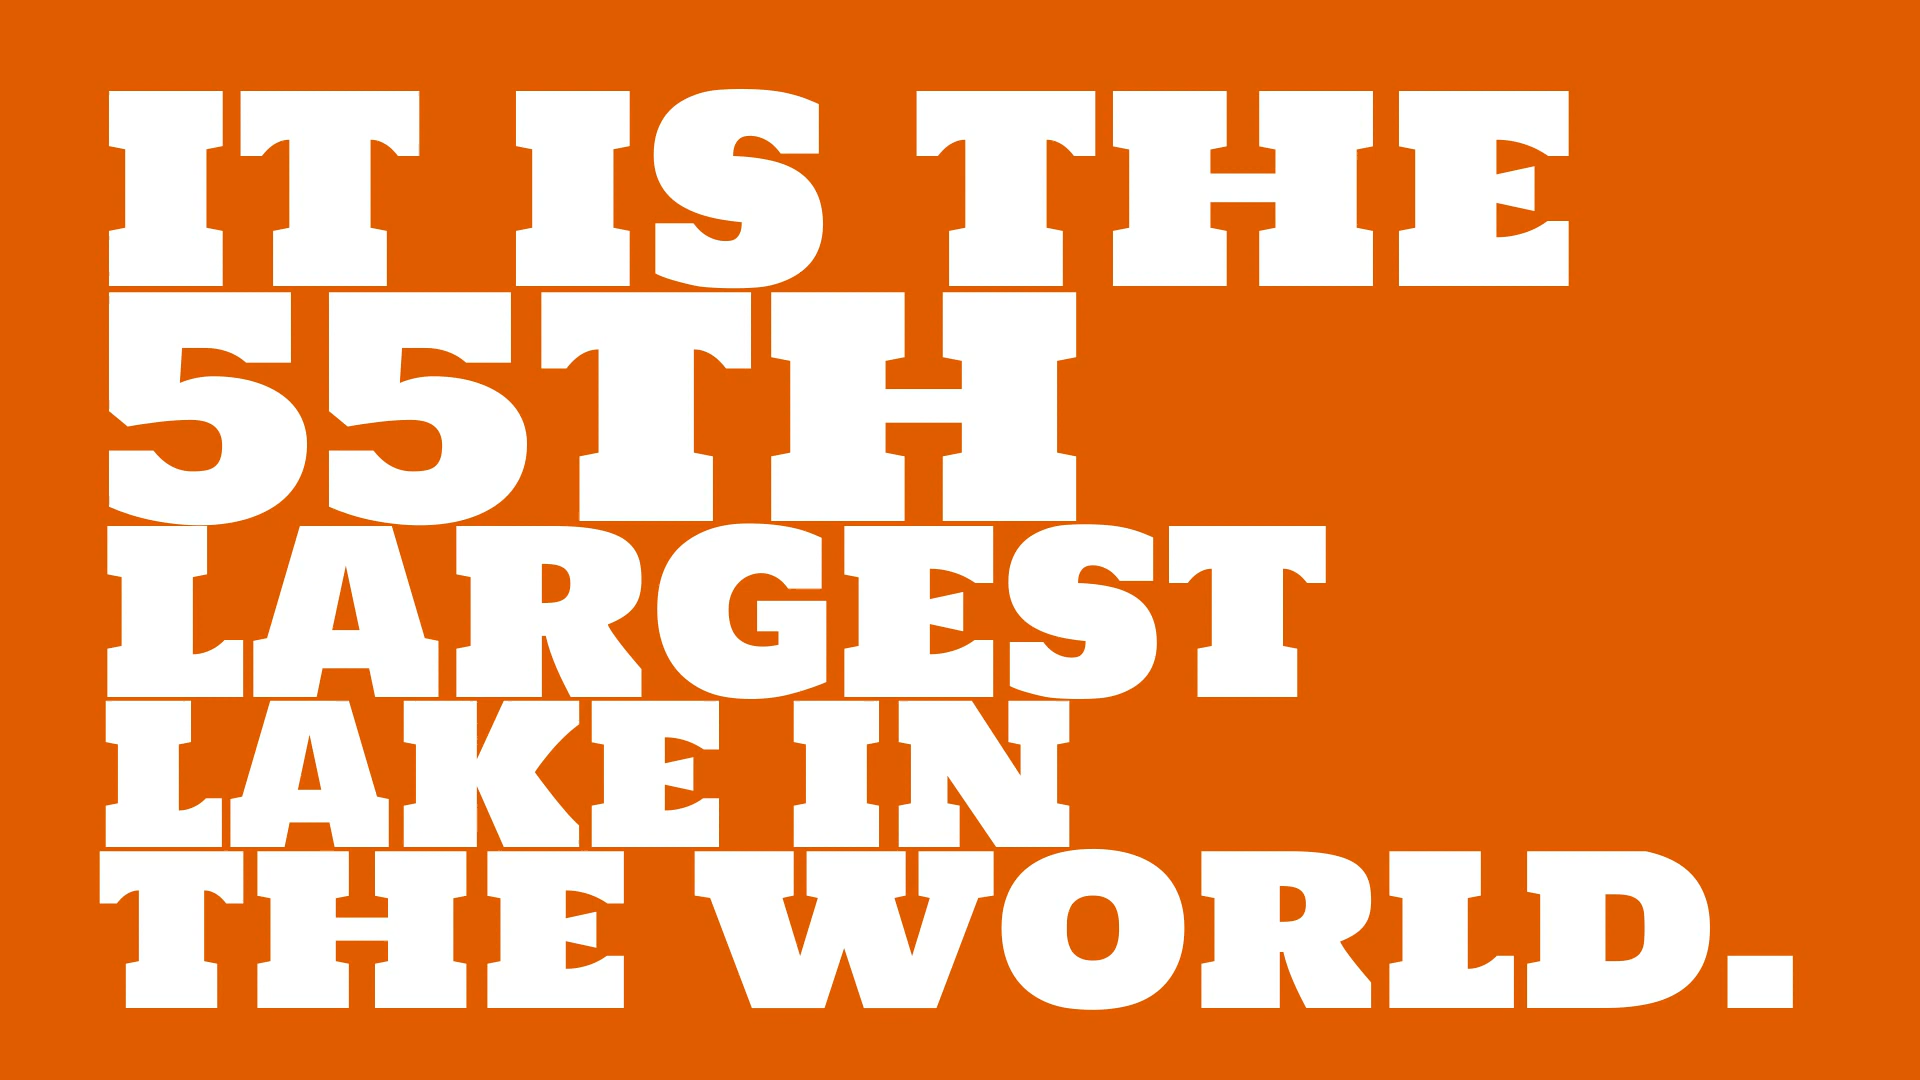 IT IS THE
55TH
LARGEST
LAKE IN
THE WORLD.